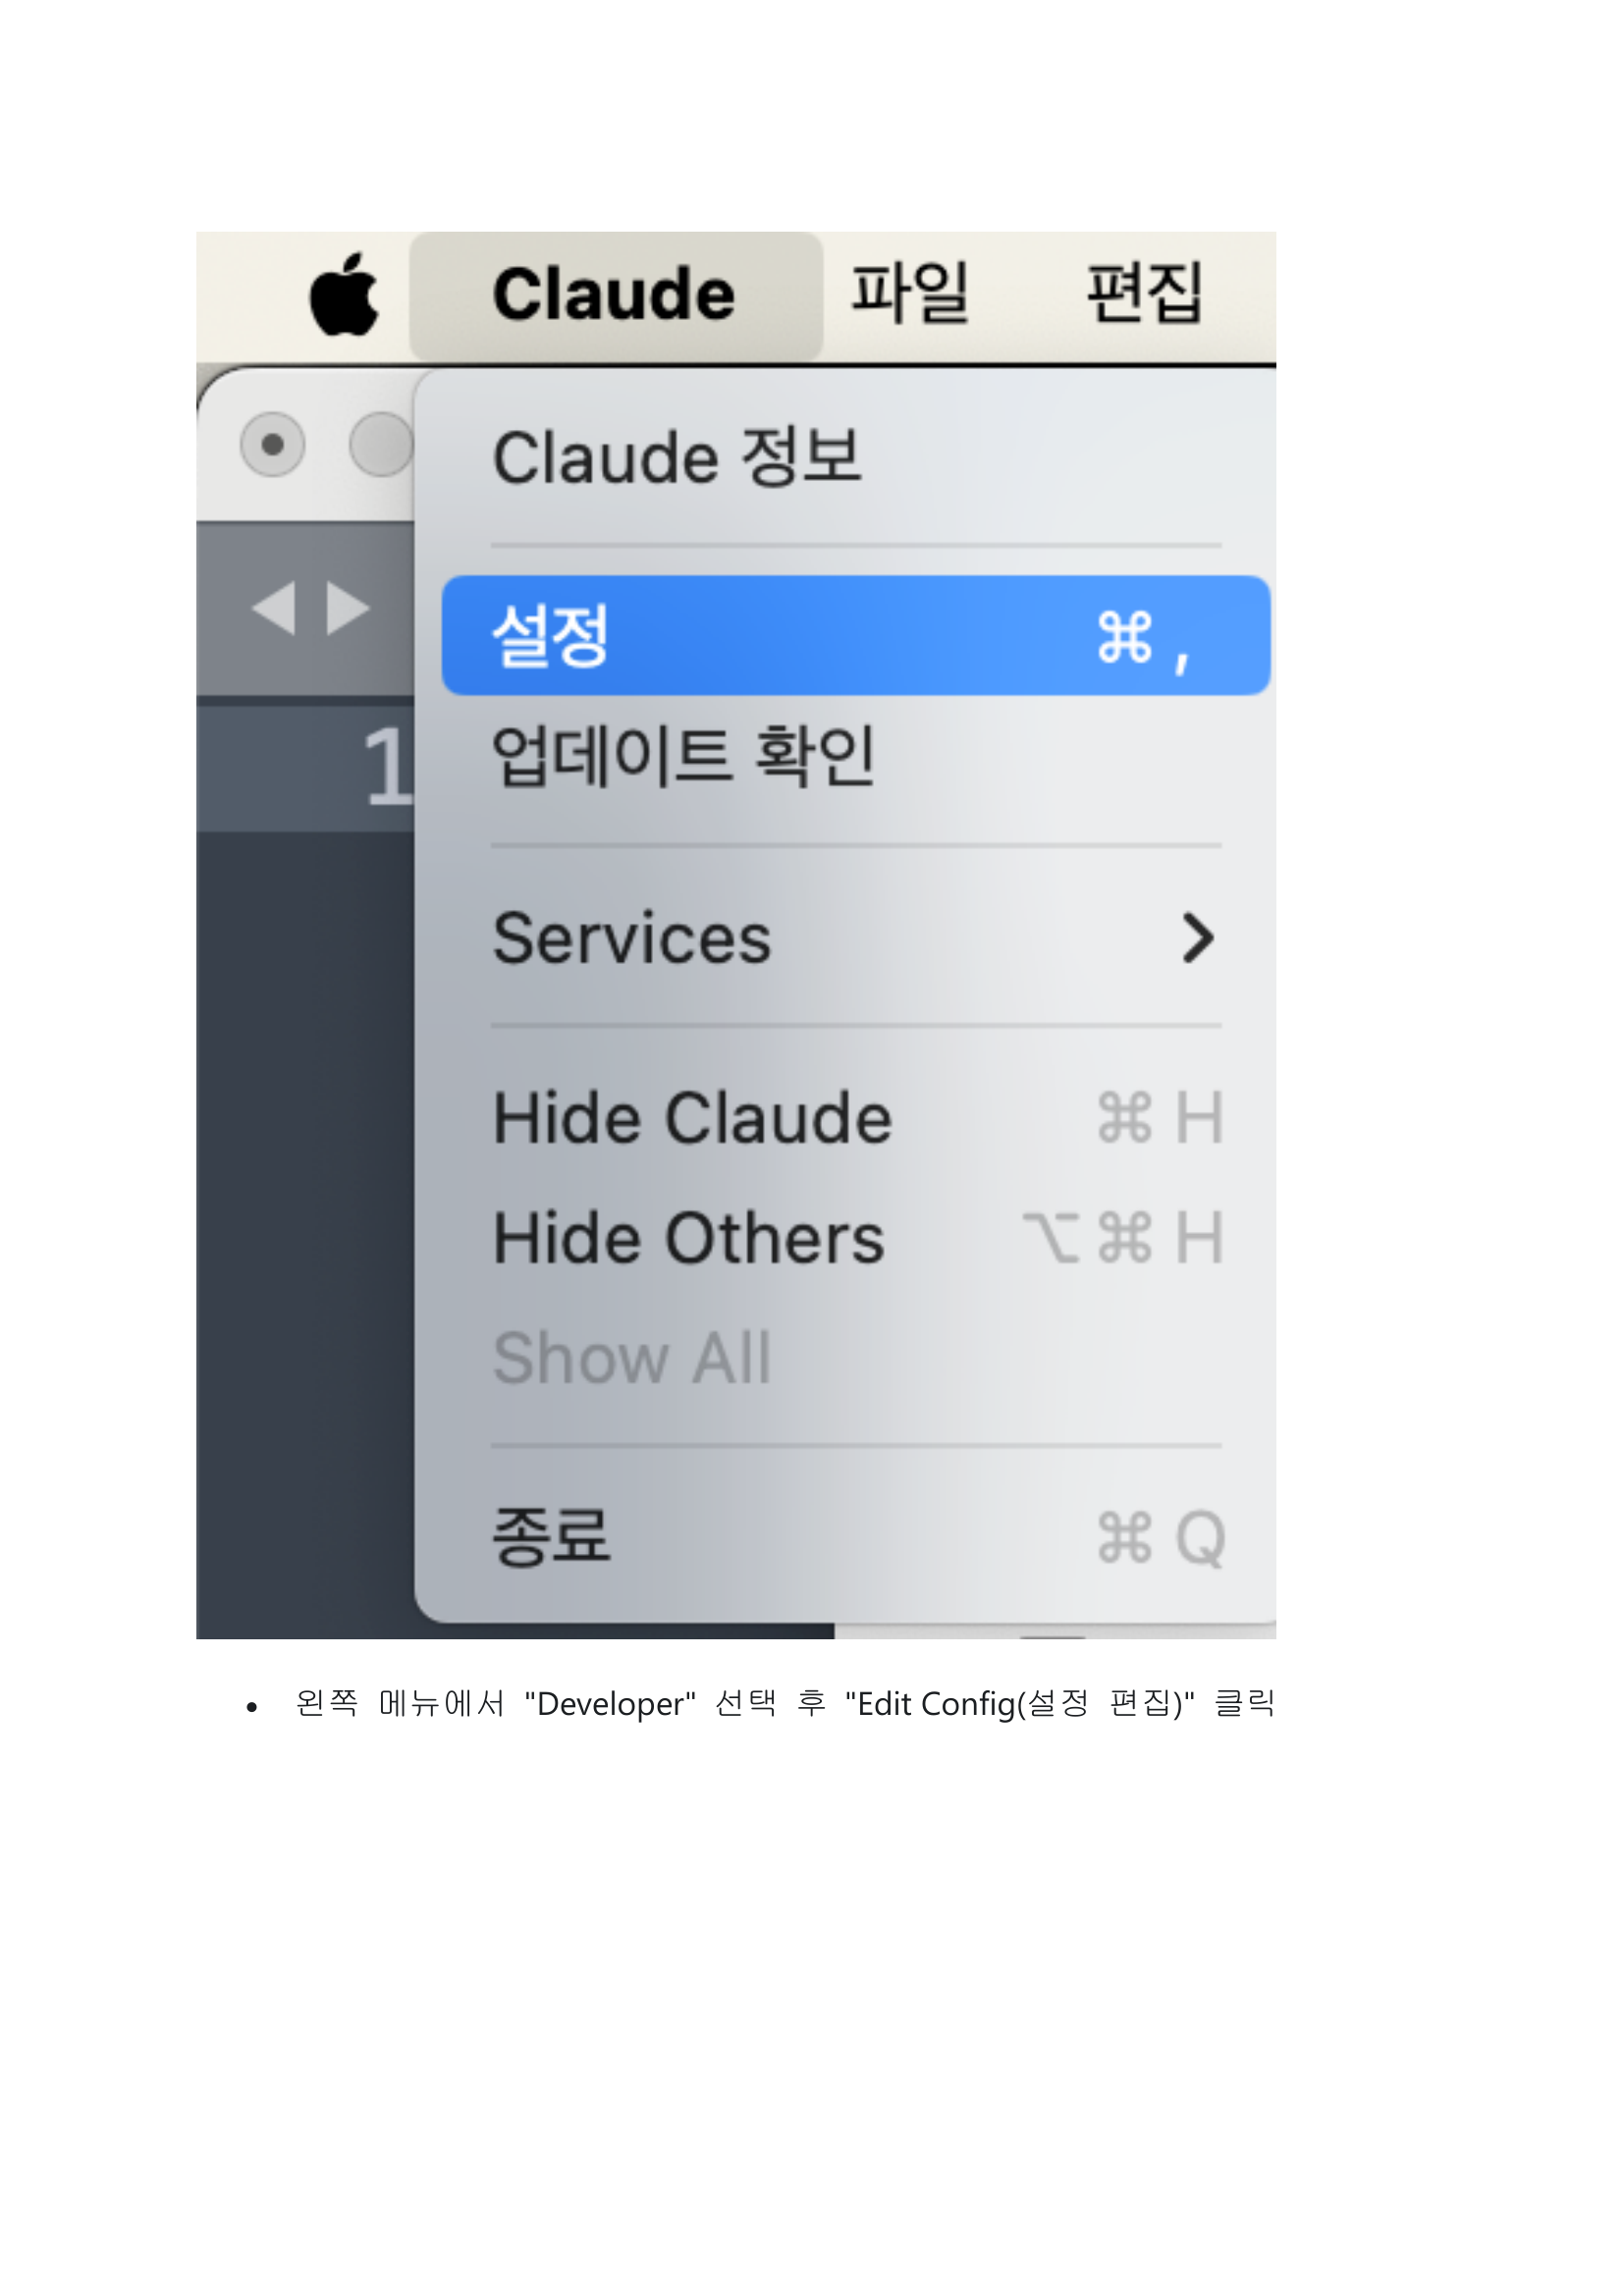 Claude 파일 편집
Claude 정보
설정 ⌘ ,
1
업데이트 확인
Services
Hide Claude ⌘ H
Hide Others ⌥ ⌘ H
Show All
종료 ⌘ Q
• 왼쪽 메뉴에서 "Developer" 선택 후 "Edit Config(설정 편집)" 클릭